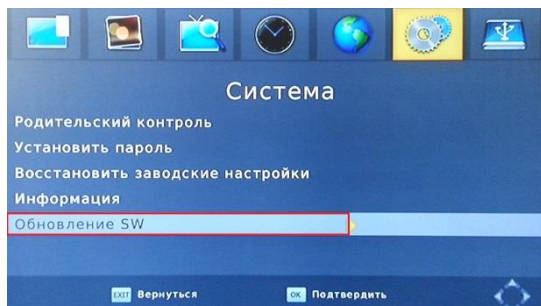 Система
Родительский контроль
Установить пароль
Восстановить заводские настройки
Информация
Обновление SW
EXIT Вернуться OK Подтвердить